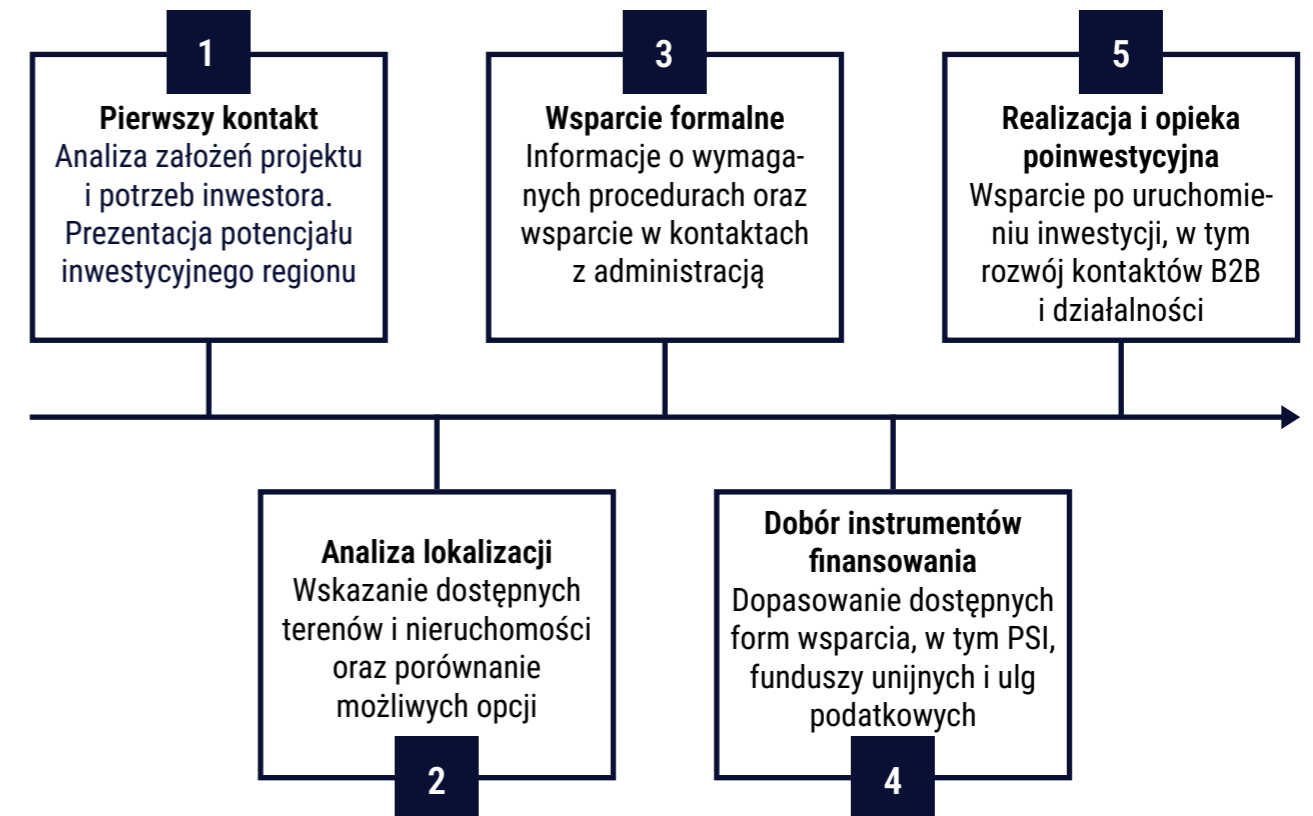 1
Pierwszy kontakt
Analiza założeń projektu
i potrzeb inwestora.
Prezentacja potencjału
inwestycyjnego regionu
2
Analiza lokalizacji
Wskazanie dostępnych
terenów i nieruchomości
oraz porównanie
możliwych opcji
3
Wsparcie formalne
Informacje o wymaga-
nych procedurach oraz
wsparcie w kontaktach
z administracją
4
Dobór instrumentów
finansowania
Dopasowanie dostępnych
form wsparcia, w tym PSI,
funduszy unijnych i ulg
podatkowych
5
Realizacja i opieka
poinwestycyjna
Wsparcie po uruchomie-
niu inwestycji, w tym
rozwój kontaktów B2B
i działalności